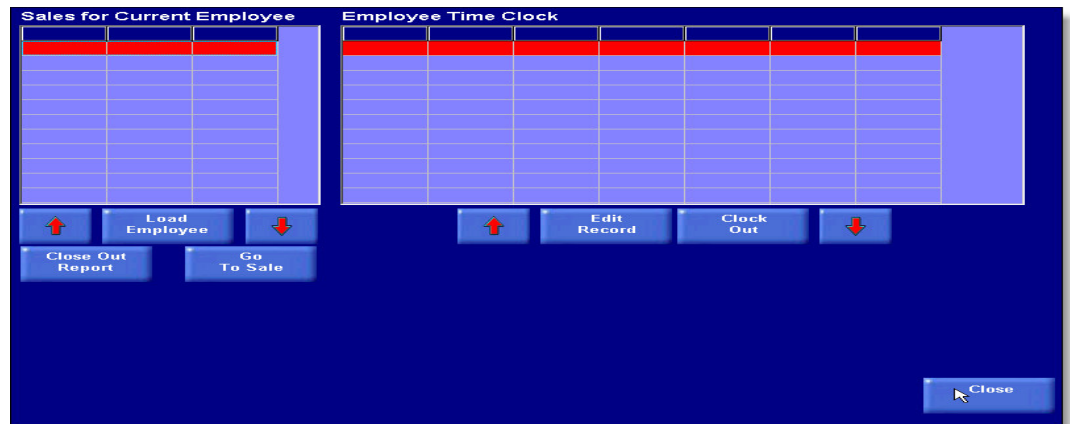 Sales for Current Employee
Employee Time Clock
Load
Employee
Edit
Record
Clock
Out
Close Out
Report
Go
To Sale
Close